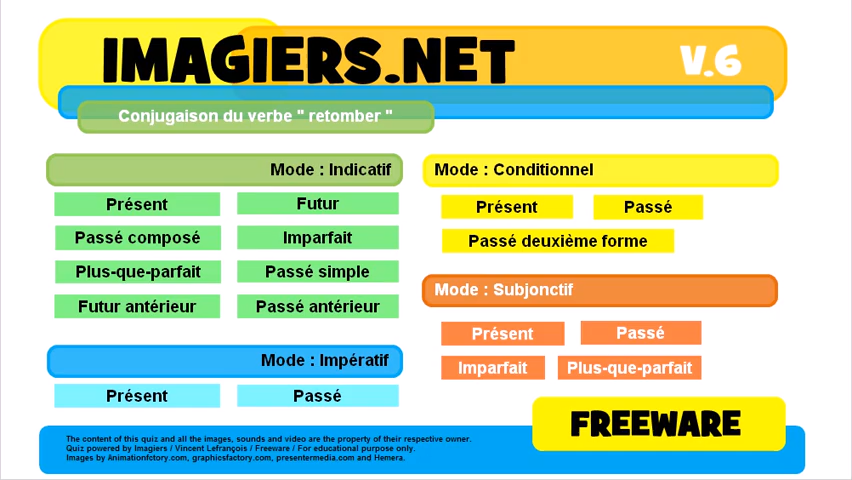 IMAGIERS.NET
V.6
Conjugaison du verbe " retomber "
Mode : Indicatif
Présent
Futur
Passé composé
Imparfait
Plus-que-parfait
Passé simple
Futur antérieur
Passé antérieur
Mode : Impératif
Présent
Passé
Mode : Conditionnel
Présent
Passé
Passé deuxième forme
Mode : Subjonctif
Présent
Passé
Imparfait
Plus-que-parfait
FREEWARE
The content of this quiz and all the images, sounds and video are the property of their respective owner.
Quiz powered by Imagiers / Vincent Lefrançois / Freeware / For educational purpose only.
Images by Animationfctory.com, graphicsfactory.com, presentermedia.com and Hemera.